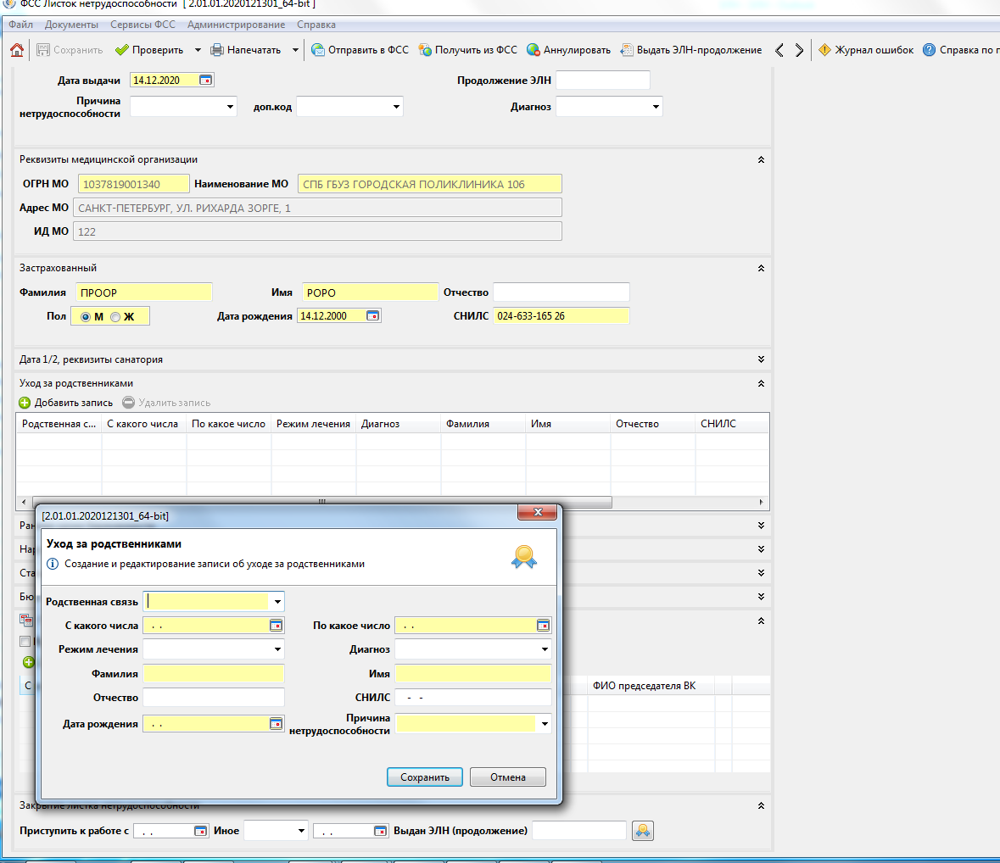 ФСС Листок нетрудоспособности [ 2.01.01.2020121301_64-bit ]
Файл Документы Сервисы ФСС Администрирование Справка
Сохранить Проверить Напечатать Отправить в ФСС Получить из ФСС Аннулировать Выдать ЭЛН-продолжение Журнал ошибок Справка по
Дата выдачи 14.12.2020 Продолжение ЭЛН
Причина нетрудоспособности доп.код Диагноз
Реквизиты медицинской организации
ОГРН МО 1037819001340 Наименование МО СПБ ГБУЗ ГОРОДСКАЯ ПОЛИКЛИНИКА 106
Адрес МО САНКТ-ПЕТЕРБУРГ, УЛ. РИХАРДА ЗОРГЕ, 1
ИД МО 122
Застрахованный
Фамилия ПРООР Имя РОРО Отчество
Пол М Ж Дата рождения 14.12.2000 СНИЛС 024-633-165 26
Дата 1/2, реквизиты санатория
Уход за родственниками
Добавить запись Удалить запись
Родственная с... С какого числа По какое число Режим лечения Диагноз Фамилия Имя Отчество СНИЛС
[2.01.01.2020121301_64-bit]
Уход за родственниками
Создание и редактирование записи об уходе за родственниками
Родственная связь
С какого числа . . По какое число . .
Режим лечения Диагноз
Фамилия Имя
Отчество СНИЛС - -
Дата рождения . . Причина нетрудоспособности
Сохранить Отмена
Ран
Нар
Ста
Бю
С ФИО председателя ВК
Закрытие листка нетрудоспособности
Приступить к работе с . . Иное . . Выдан ЭЛН (продолжение)